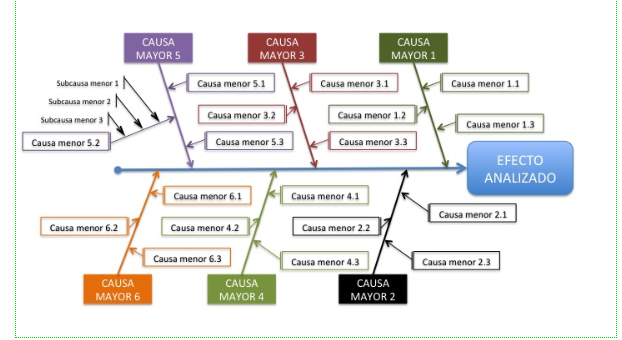 CAUSA
MAYOR 5
CAUSA
MAYOR 3
CAUSA
MAYOR 1
Subcausa menor 1
Subcausa menor 2
Subcausa menor 3
Causa menor 5.1
Causa menor 5.2
Causa menor 5.3
Causa menor 3.1
Causa menor 3.2
Causa menor 3.3
Causa menor 1.1
Causa menor 1.2
Causa menor 1.3
EFECTO
ANALIZADO
Causa menor 6.1
Causa menor 6.2
Causa menor 6.3
Causa menor 4.1
Causa menor 4.2
Causa menor 4.3
Causa menor 2.1
Causa menor 2.2
Causa menor 2.3
CAUSA
MAYOR 6
CAUSA
MAYOR 4
CAUSA
MAYOR 2